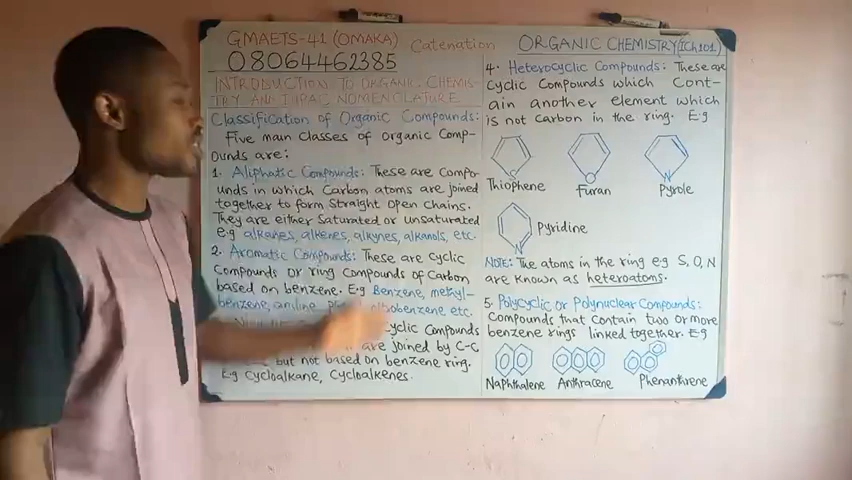 GMAETS-41 (OMAKA)
08064462385
Catenation
ORGANIC CHEMISTRY (ICh101)
INTRODUCTION TO ORGANIC CHEMIS-
TRY AND IUPAC NOMENCLATURE
Classification of Organic Compounds:
Five main classes of organic Comp-
ounds are:
1. Aliphatic Compounds: These are compo
unds in which Carbon atoms are joined
together to form straight open chains.
They are either Saturated or unsaturated
e.g alkanes, alkenes, alkynes, alkanols, etc.
2. Aromatic Compounds: These are cyclic
Compounds or ring compounds of Carbon
based on benzene. E.g Benzene, methyl-
benzene, aniline, nitrobenzene etc.
cyclic Compounds
are joined by C-C
but not based on benzene ring.
E.g Cycloalkane, Cycloalkenes.
4. Heterocyclic Compounds: These are
cyclic Compounds which Cont-
ain another element which
is not carbon in the ring. E.g
S
O
N
Thiophene
Furan
Pyrole
N
Pyridine
NOTE: The atoms in the ring e.g S, O, N
are known as heteroatoms.
5. Polycyclic or Polynuclear Compounds:
Compounds that contain two or more
benzene rings linked together. E.g
Naphthalene
Anthracene
Phenanthrene